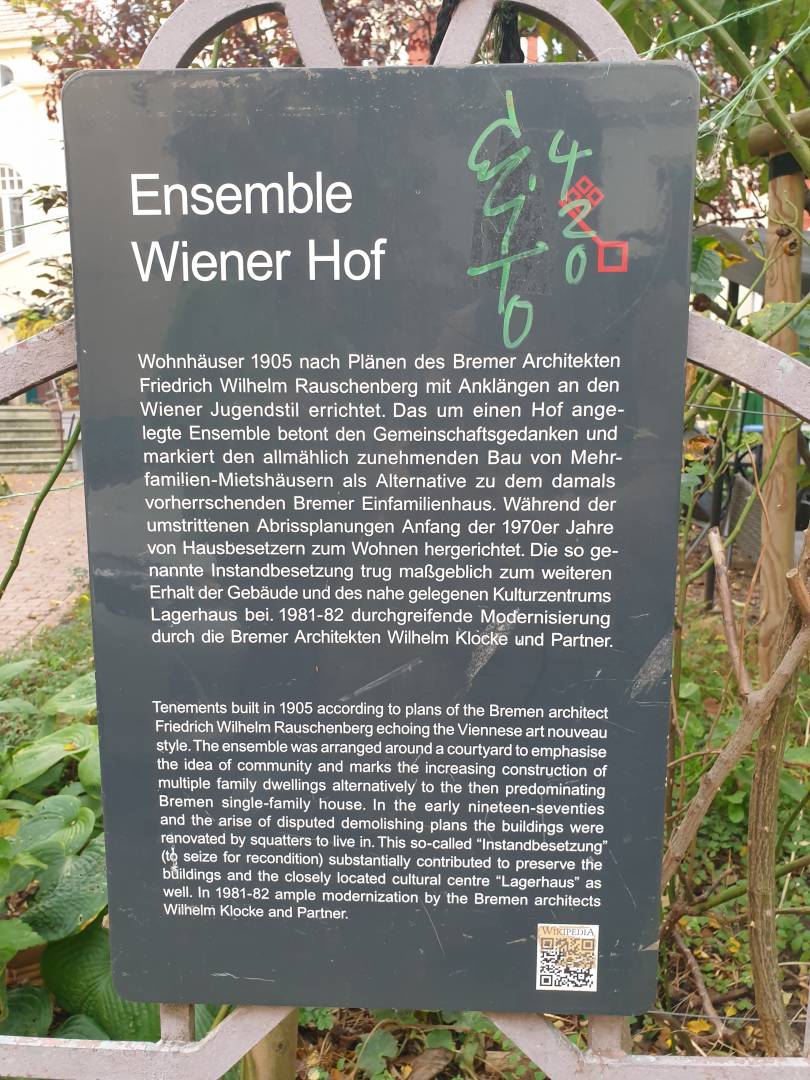 Ensemble
Wiener Hof
420
Wohnhäuser 1905 nach Plänen des Bremer Architekten
Friedrich Wilhelm Rauschenberg mit Anklängen an den
Wiener Jugendstil errichtet. Das um einen Hof ange-
legte Ensemble betont den Gemeinschaftsgedanken und
markiert den allmählich zunehmenden Bau von Mehr-
familien-Mietshäusern als Alternative zu dem damals
vorherrschenden Bremer Einfamilienhaus. Während der
umstrittenen Abrissplanungen Anfang der 1970er Jahre
von Hausbesetzern zum Wohnen hergerichtet. Die so ge-
nannte Instandbesetzung trug maßgeblich zum weiteren
Erhalt der Gebäude und des nahe gelegenen Kulturzentrums
Lagerhaus bei. 1981-82 durchgreifende Modernisierung
durch die Bremer Architekten Wilhelm Klocke und Partner.
Tenements built in 1905 according to plans of the Bremen architect
Friedrich Wilhelm Rauschenberg echoing the Viennese art nouveau
style. The ensemble was arranged around a courtyard to emphasise
the idea of community and marks the increasing construction of
multiple family dwellings alternatively to the then predominating
Bremen single-family house. In the early nineteen-seventies
and the arise of disputed demolishing plans the buildings were
renovated by squatters to live in. This so-called “Instandbesetzung”
(to seize for recondition) substantially contributed to preserve the
buildings and the closely located cultural centre “Lagerhaus” as
well. In 1981-82 ample modernization by the Bremen architects
Wilhelm Klocke and Partner.
WIKIPEDIA